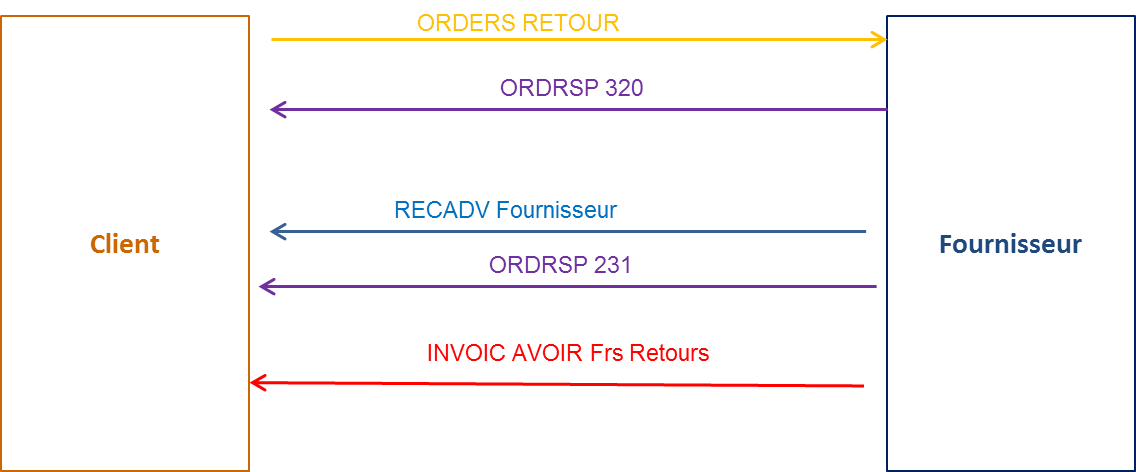 ORDERS RETOUR
ORDRSP 320
RECADV Fournisseur
Client
Fournisseur
ORDRSP 231
INVOIC AVOIR Frs Retours